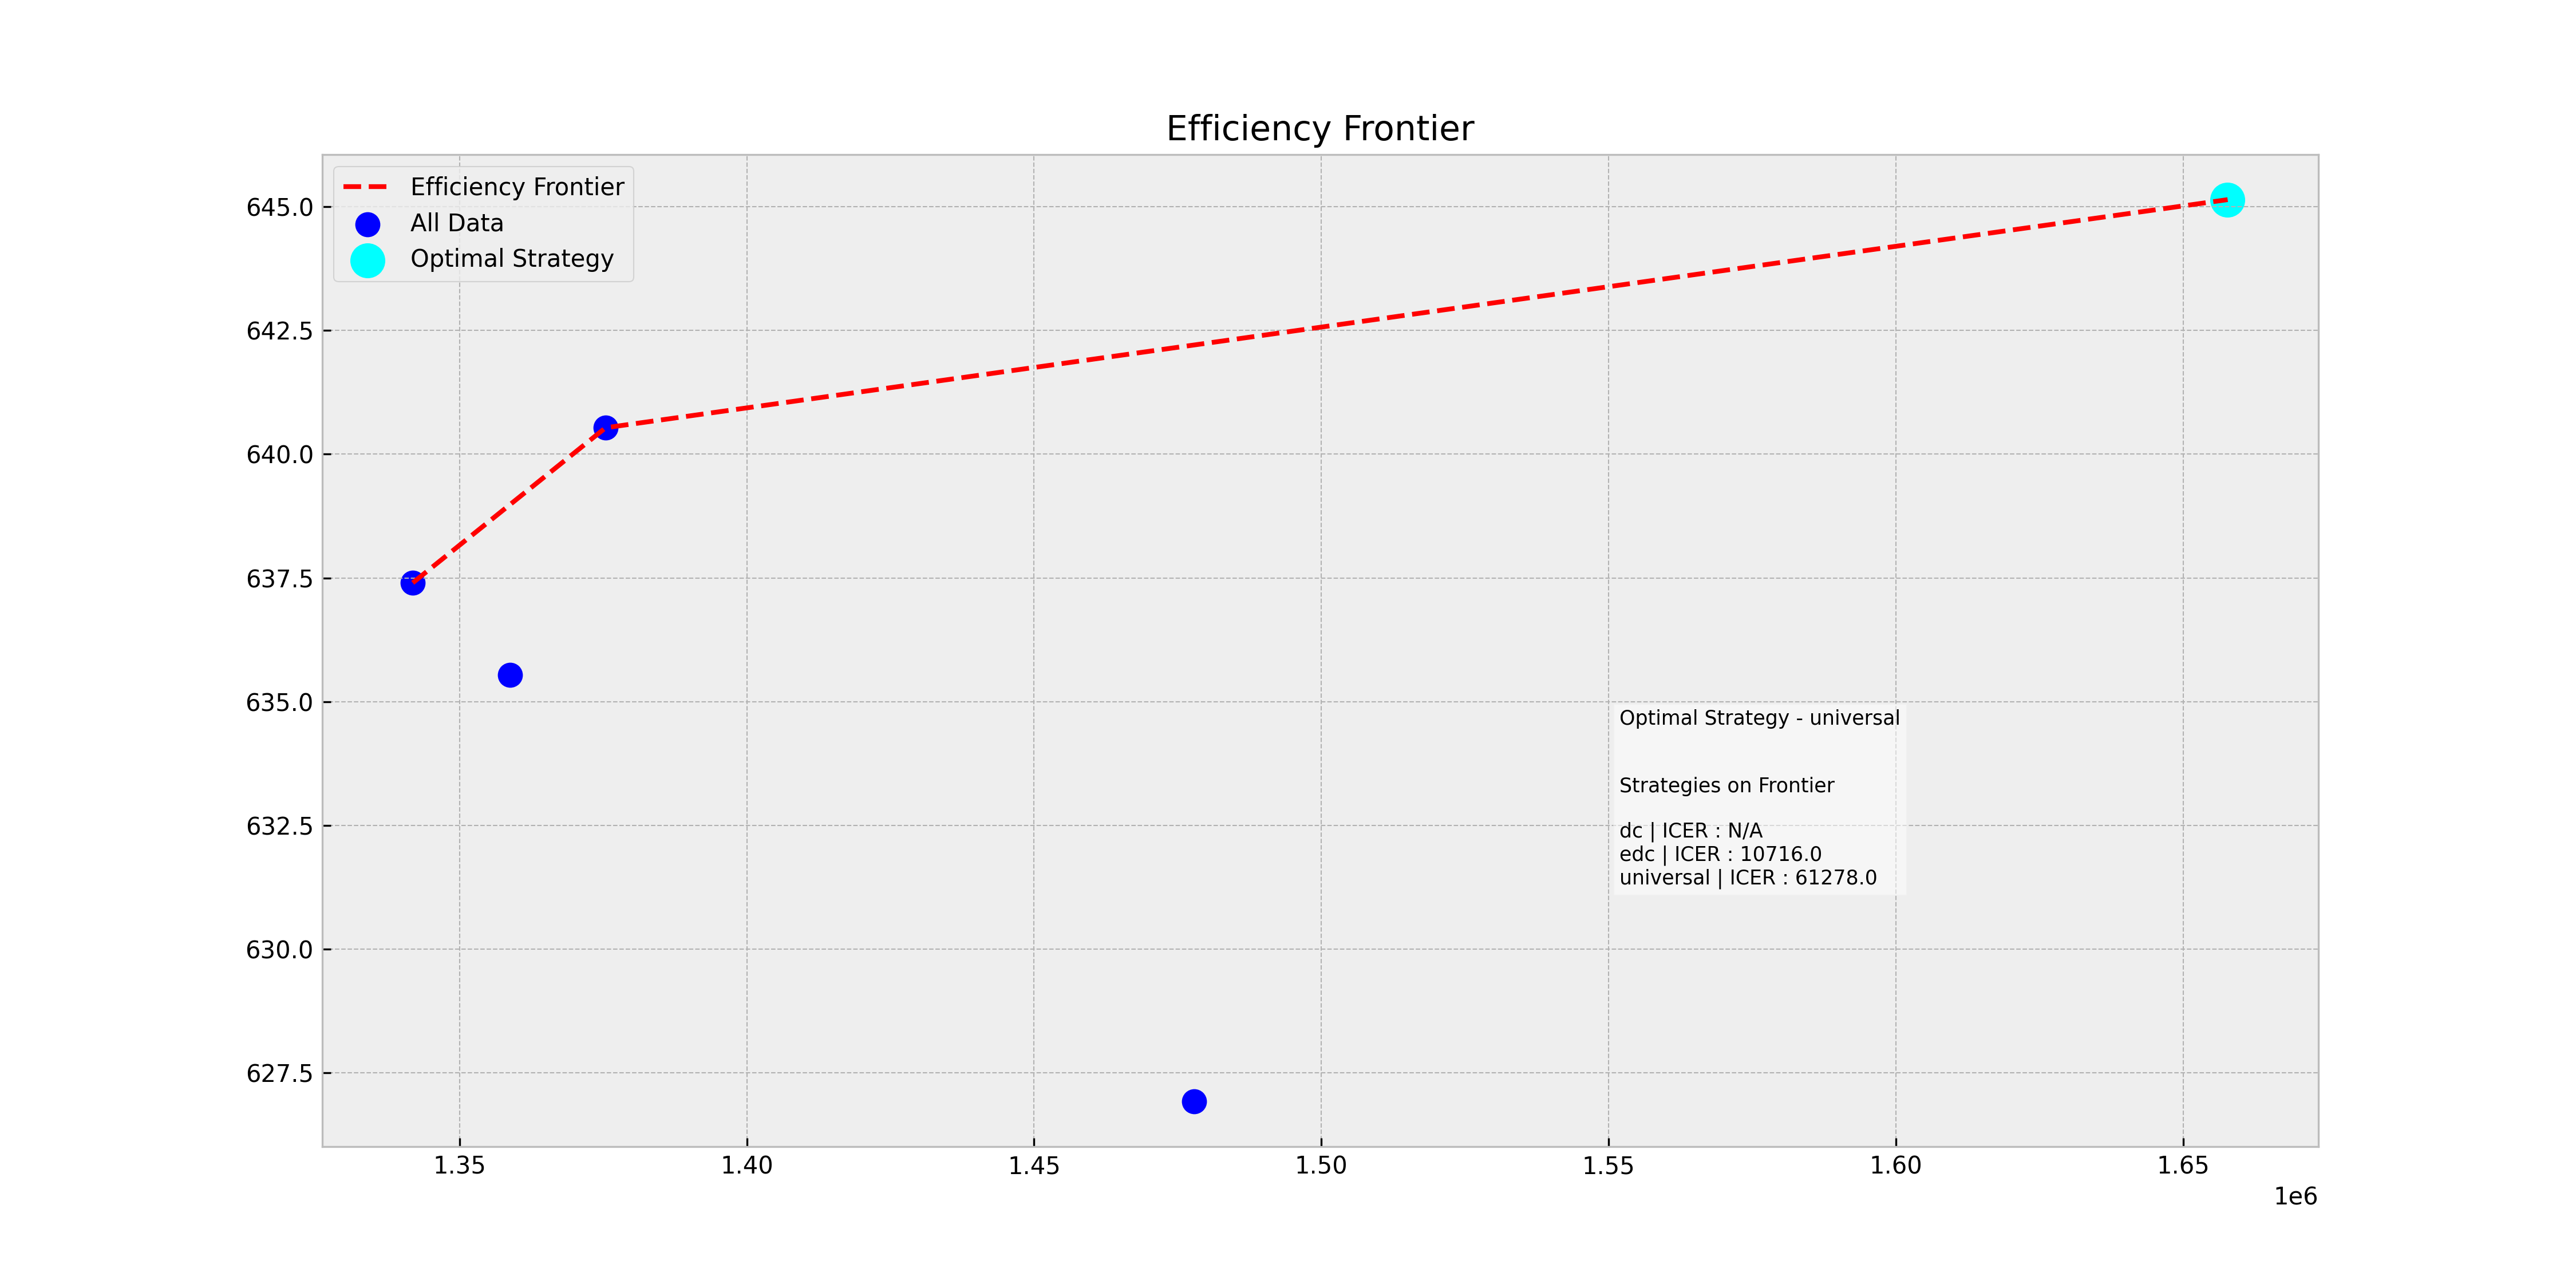 Efficiency Frontier
Efficiency Frontier
All Data
Optimal Strategy
645.0
642.5
640.0
637.5
635.0
632.5
630.0
627.5
Optimal Strategy - universal
Strategies on Frontier
dc | ICER : N/A
edc | ICER : 10716.0
universal | ICER : 61278.0
1.35 1.40 1.45 1.50 1.55 1.60 1.65
1e6